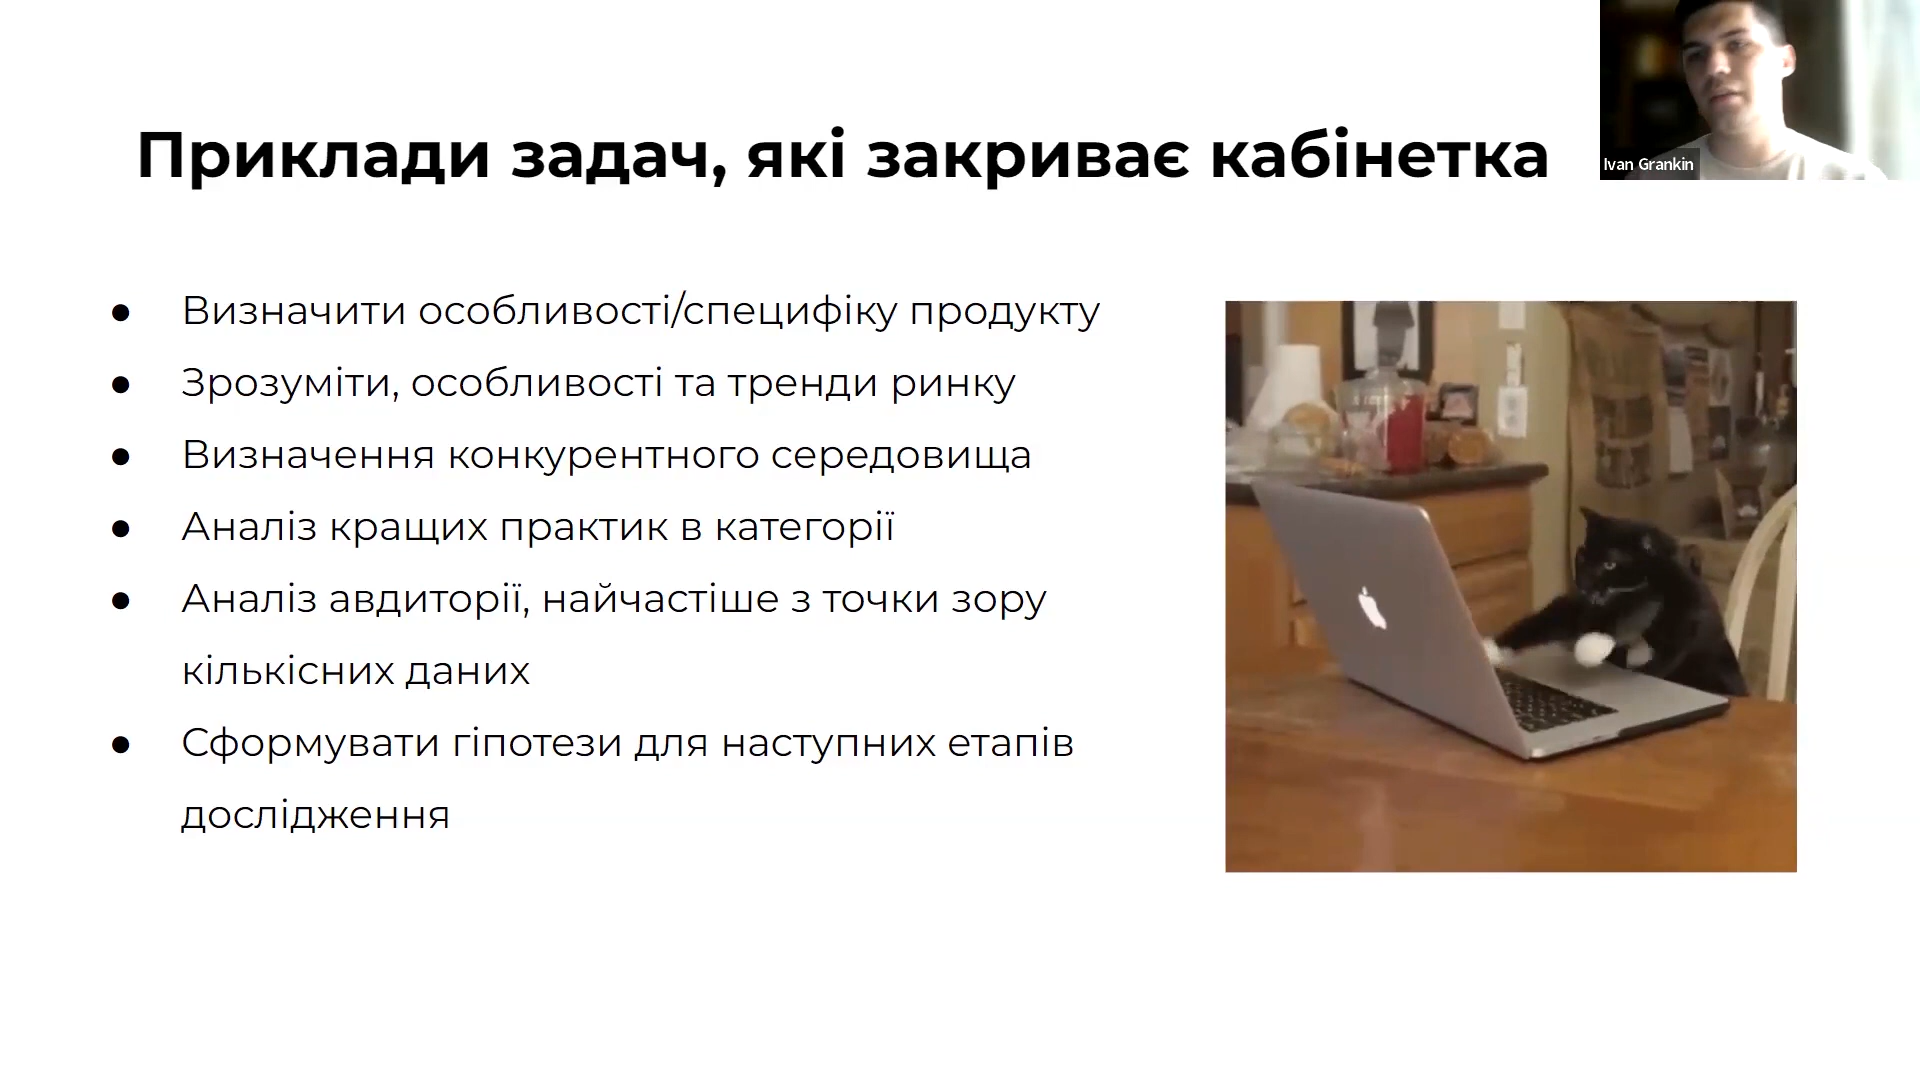 Приклади задач, які закриває кабінетка
Ivan Grankin
● Визначити особливості/специфіку продукту
● Зрозуміти, особливості та тренди ринку
● Визначення конкурентного середовища
● Аналіз кращих практик в категорії
● Аналіз авдиторії, найчастіше з точки зору
кількісних даних
● Сформувати гіпотези для наступних етапів
дослідження